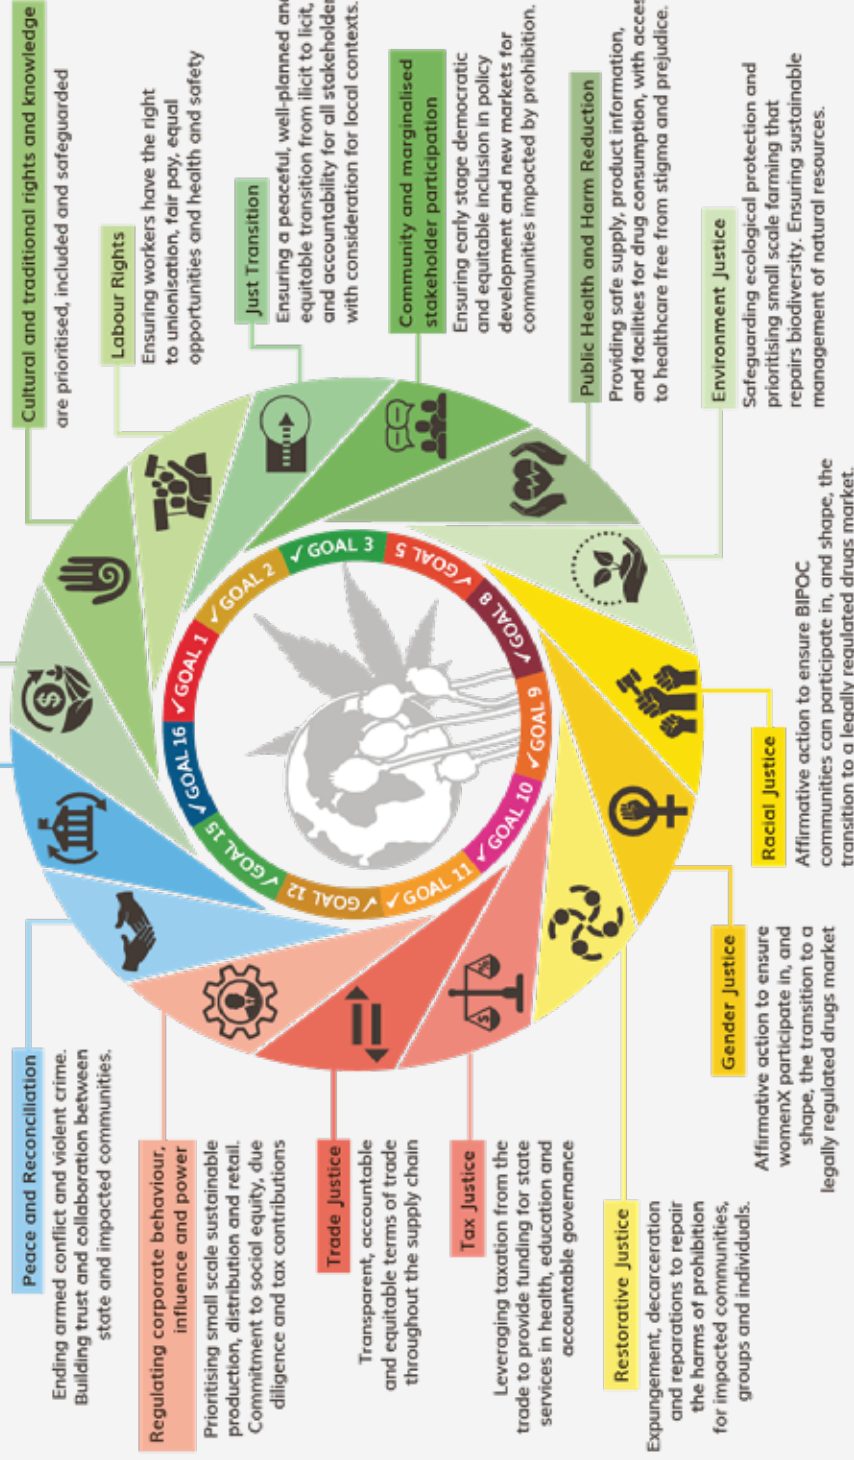 Peace and Reconciliation
Ending armed conflict and violent crime.
Building trust and collaboration between
state and impacted communities.
Regulating corporate behaviour,
influence and power
Prioritising small scale sustainable
production, distribution and retail.
Commitment to social equity, due
diligence and tax contributions
Trade Justice
Transparent, accountable
and equitable terms of trade
throughout the supply chain
Tax Justice
Leveraging taxation from the
trade to provide funding for state
services in health, education and
accountable governance
Restorative Justice
Expungement, decarceration
and reparations to repair
the harms of prohibition
for impacted communities,
groups and individuals.
Gender Justice
Affirmative action to ensure
womenX participate in, and
shape, the transition to a
legally regulated drugs market
Racial Justice
Affirmative action to ensure BIPOC
communities can participate in, and shape, the
transition to a legally regulated drugs market.
Cultural and traditional rights and knowledge
are prioritised, included and safeguarded
Labour Rights
Ensuring workers have the right
to unionisation, fair pay, equal
opportunities and health and safety
Just Transition
Ensuring a peaceful, well-planned and
equitable transition from ilicit to licit,
and accountability for all stakeholder
with consideration for local contexts.
Community and marginalised
stakeholder participation
Ensuring early stage democratic
and equitable inclusion in policy
development and new markets for
communities impacted by prohibition.
Public Health and Harm Reduction
Providing safe supply, product information,
and facilities for drug consumption, with acces
to healthcare free from stigma and prejudice.
Environment Justice
Safeguarding ecological protection and
prioritising small scale farming that
repairs biodiversity. Ensuring sustainable
management of natural resources.
✓ GOAL 1
✓ GOAL 2
✓ GOAL 3
✓ GOAL 5
✓ GOAL 8
✓ GOAL 9
✓ GOAL 10
✓ GOAL 11
✓ GOAL 12
✓ GOAL 15
✓ GOAL 16
$
$
%